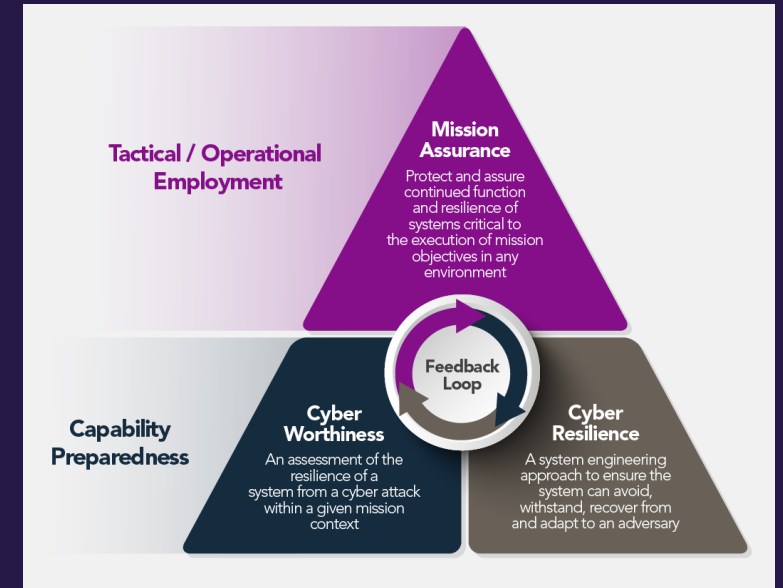 Tactical / Operational
Employment
Mission
Assurance
Protect and assure
continued function
and resilience of
systems critical to
the execution of mission
objectives in any
environment
Feedback
Loop
Capability
Preparedness
Cyber
Worthiness
An assessment of the
resilience of a
system from a cyber attack
within a given mission
context
Cyber
Resilience
A system engineering
approach to ensure the
system can avoid,
withstand, recover from
and adapt to an adversary